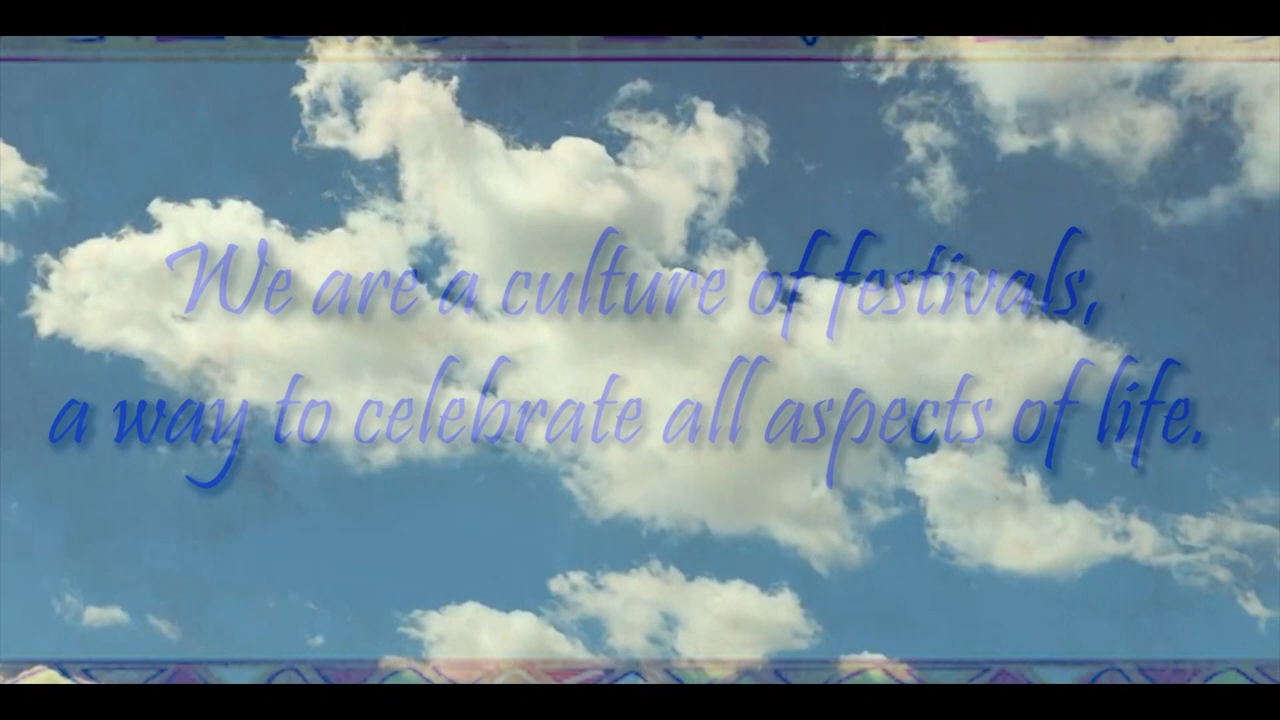 We are a culture of festivals,
a way to celebrate all aspects of life.